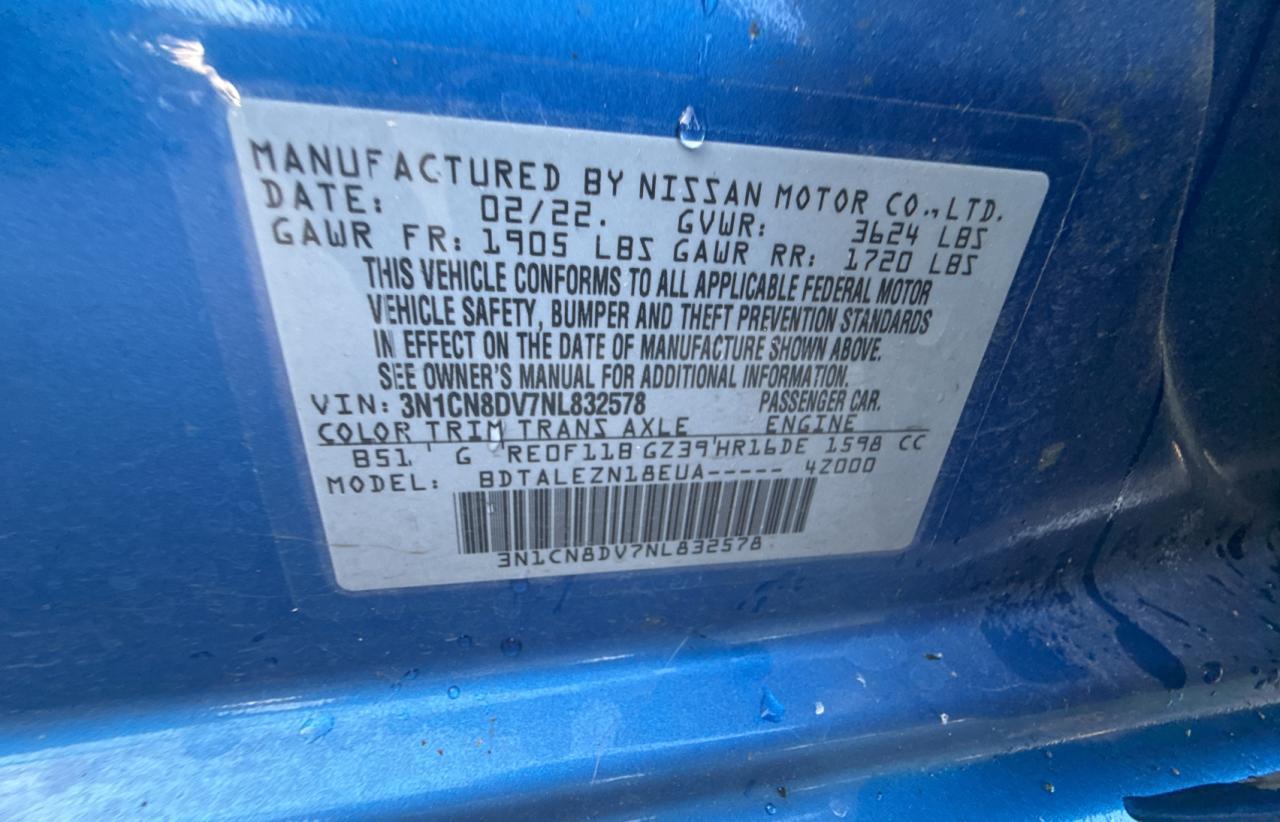 MANUFACTURED BY NISSAN MOTOR CO.,LTD.
DATE: 02/22. GVWR: 3624 LBS
GAWR FR: 1905 LBS GAWR RR: 1720 LBS
THIS VEHICLE CONFORMS TO ALL APPLICABLE FEDERAL MOTOR
VEHICLE SAFETY, BUMPER AND THEFT PREVENTION STANDARDS
IN EFFECT ON THE DATE OF MANUFACTURE SHOWN ABOVE.
SEE OWNER'S MANUAL FOR ADDITIONAL INFORMATION.
VIN: 3N1CN8DV7NL832578 PASSENGER CAR.
COLOR TRIM TRANS AXLE ENGINE
B51 ' G 'RE0F11B GZ39'HR16DE 1598 CC
MODEL: BDTALEZN18EUA----- 4Z000
3N1CN8DV7NL832578